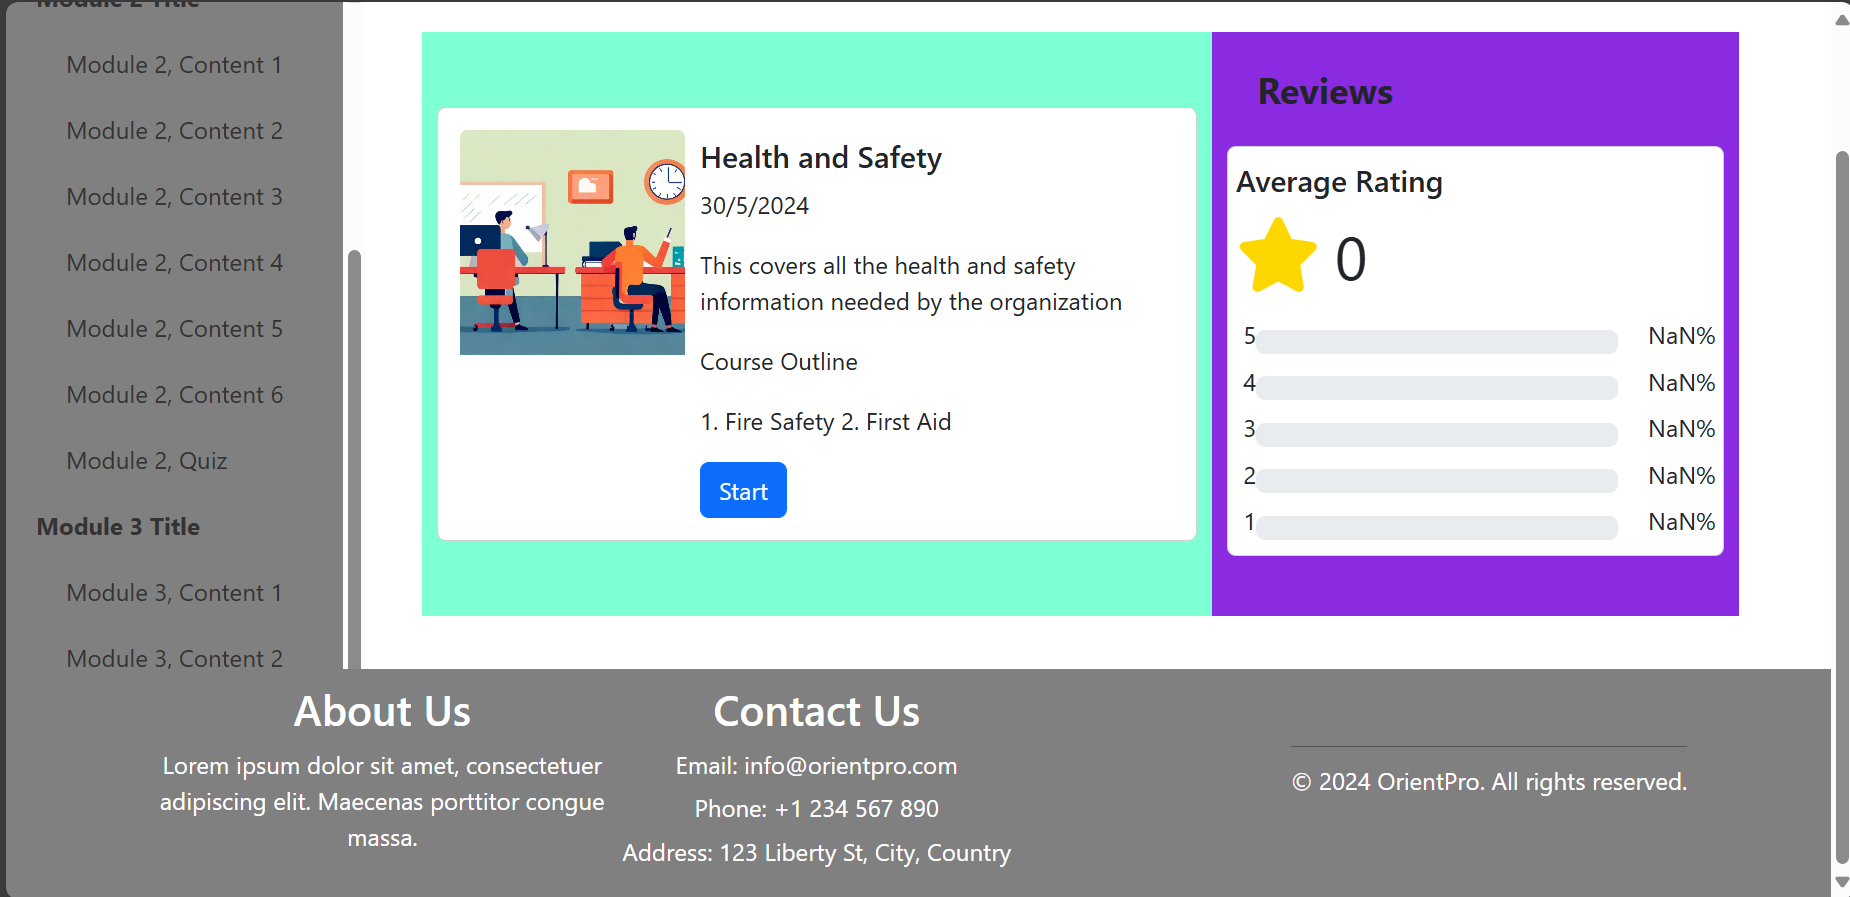 Module 2 Title
Module 2, Content 1
Module 2, Content 2
Module 2, Content 3
Module 2, Content 4
Module 2, Content 5
Module 2, Content 6
Module 2, Quiz
Module 3 Title
Module 3, Content 1
Module 3, Content 2
Health and Safety
30/5/2024
This covers all the health and safety
information needed by the organization
Course Outline
1. Fire Safety 2. First Aid
Start
Reviews
Average Rating
0
5 NaN%
4 NaN%
3 NaN%
2 NaN%
1 NaN%
About Us
Lorem ipsum dolor sit amet, consectetuer
adipiscing elit. Maecenas porttitor congue
massa.
Contact Us
Email: info@orientpro.com
Phone: +1 234 567 890
Address: 123 Liberty St, City, Country
© 2024 OrientPro. All rights reserved.